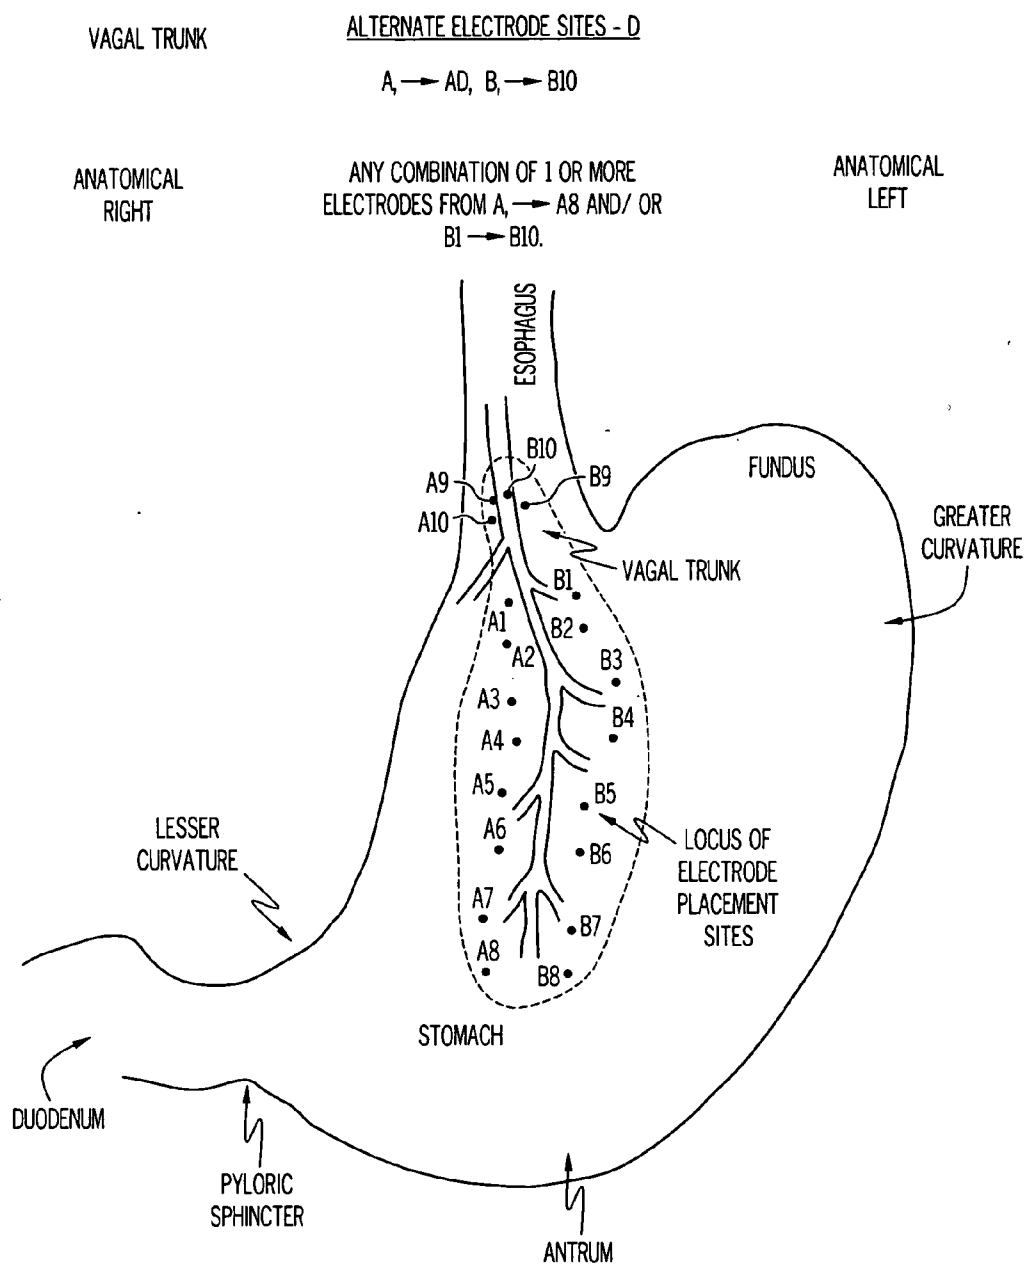 VAGAL TRUNK
ALTERNATE ELECTRODE SITES - D
A, → AD, B, → B10
ANATOMICAL
RIGHT
ANY COMBINATION OF 1 OR MORE
ELECTRODES FROM A, → A8 AND/ OR
B1 → B10.
ANATOMICAL
LEFT
ESOPHAGUS
B10
A9
B9
A10
FUNDUS
GREATER
CURVATURE
VAGAL TRUNK
B1
A1
B2
A2
B3
A3
B4
A4
A5
B5
A6
B6
LESSER
CURVATURE
LOCUS OF
ELECTRODE
PLACEMENT
SITES
A7
B7
A8
B8
STOMACH
DUODENUM
PYLORIC
SPHINCTER
ANTRUM